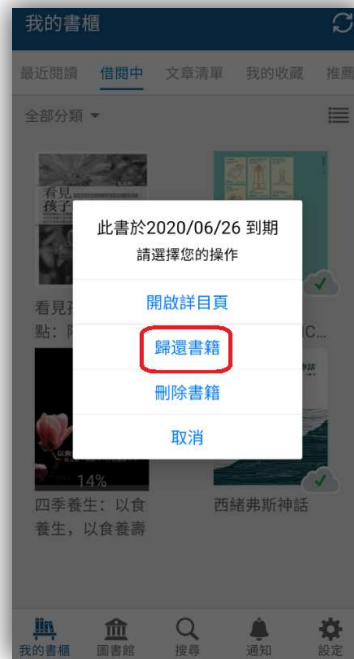 我的書櫃
最近閱讀 借閱中 文章清單 我的收藏 推薦
全部分類
看見
孩子
此書於2020/06/26 到期
請選擇您的操作
開啟詳目頁
看見
點：
C...
歸還書籍
刪除書籍
取消
14%
四季養生：以食
養生，以食養壽
西緒弗斯神話
我的書櫃 圖書館 搜尋 通知 設定